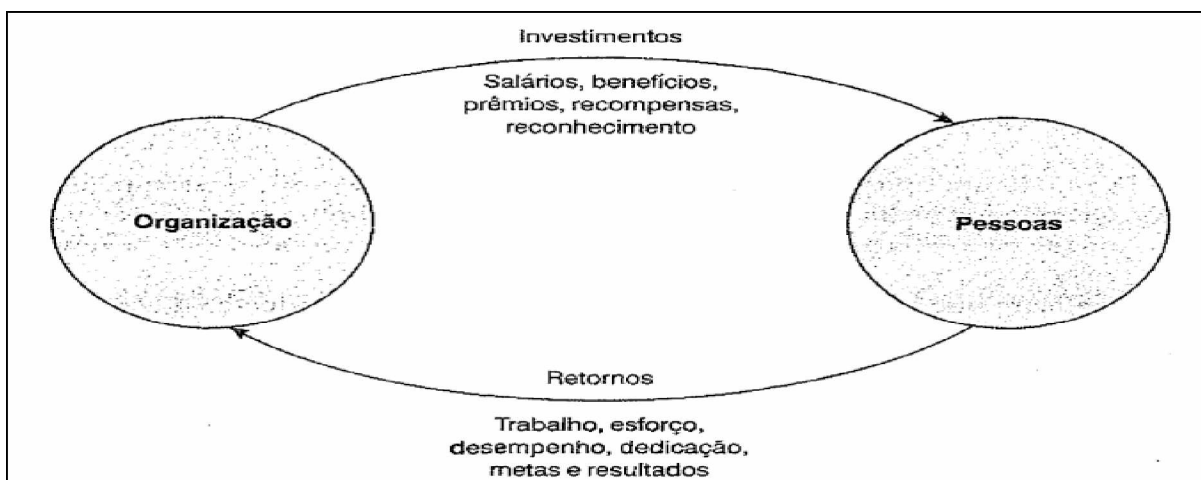 Investimentos
Salários, benefícios,
prêmios, recompensas,
reconhecimento
Organização
Pessoas
Retornos
Trabalho, esforço,
desempenho, dedicação,
metas e resultados